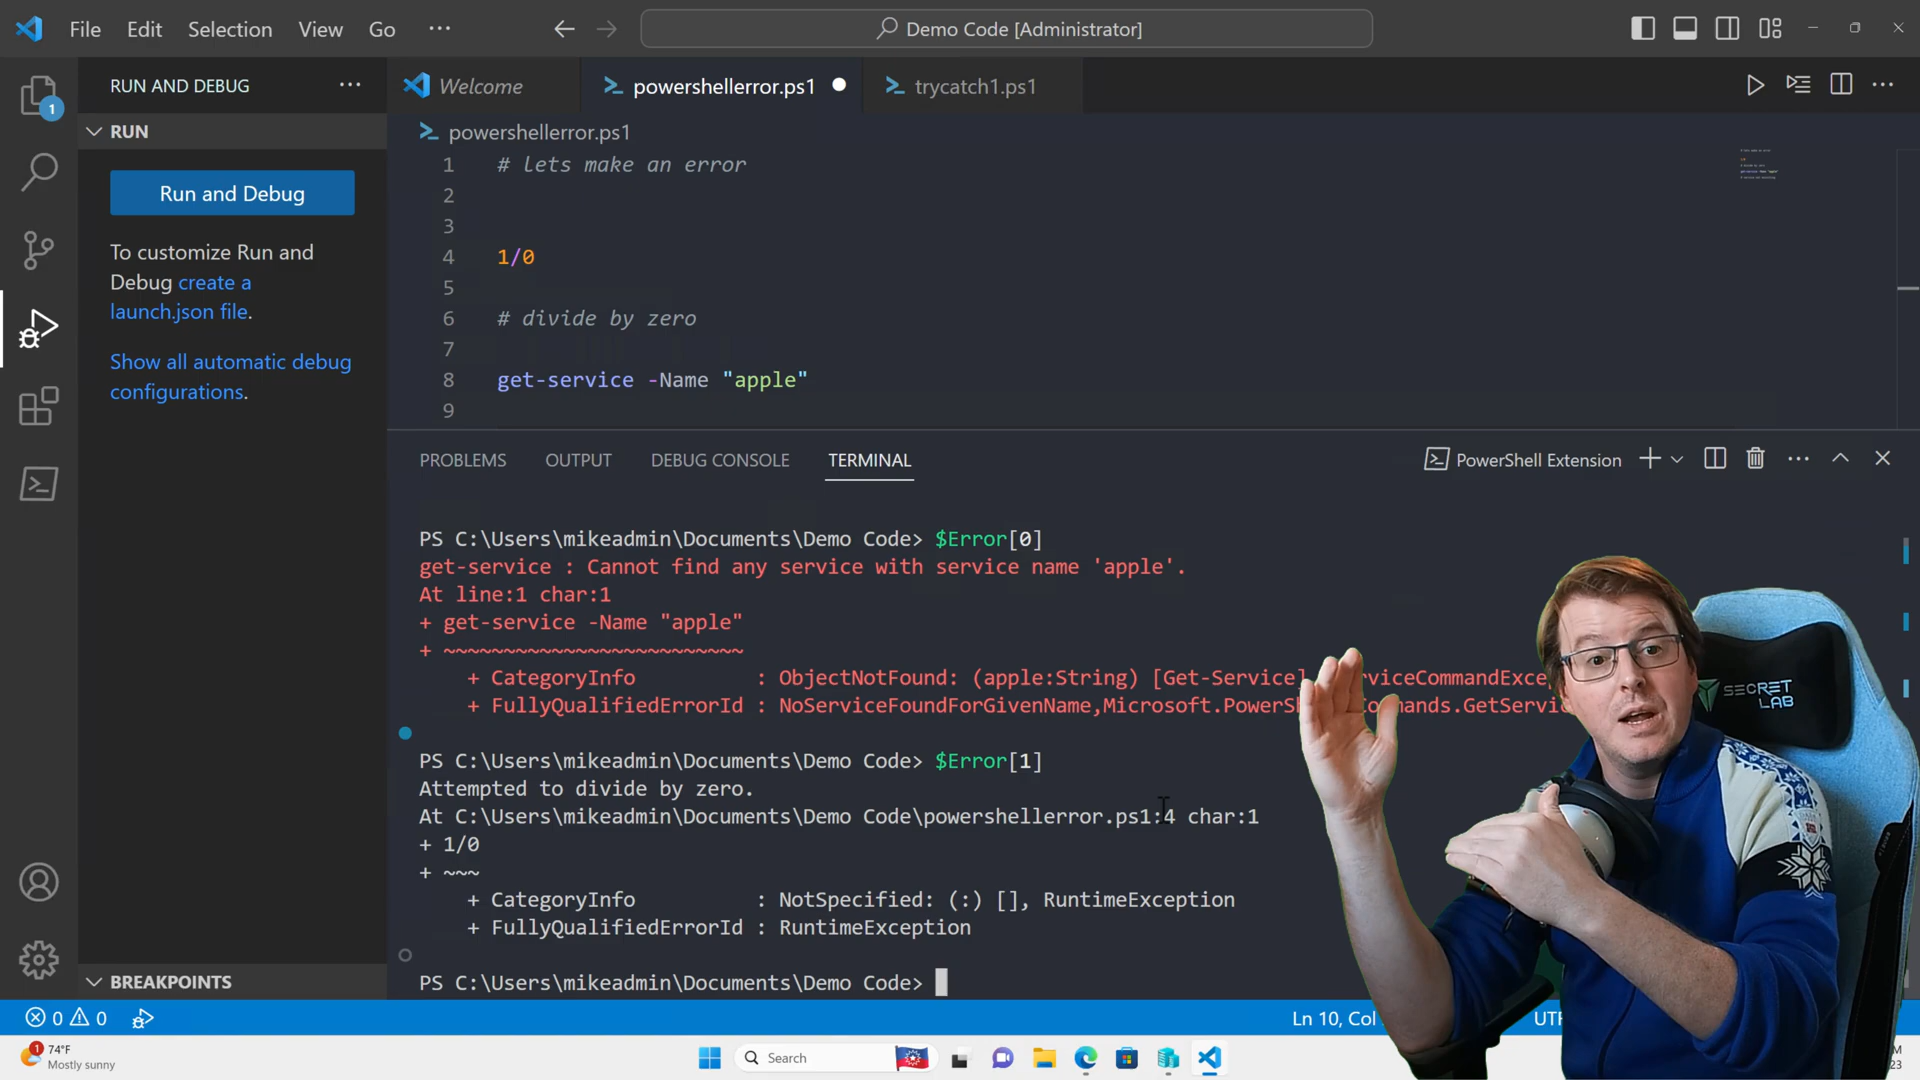 File Edit Selection View Go ···
Demo Code [Administrator]
RUN AND DEBUG ···
Welcome
powershellerror.ps1
trycatch1.ps1
RUN
powershellerror.ps1
Run and Debug
To customize Run and
Debug create a
launch.json file.
Show all automatic debug
configurations.
1 # lets make an error
2
3
4 1/0
5
6 # divide by zero
7
8 get-service -Name "apple"
9
PROBLEMS OUTPUT DEBUG CONSOLE TERMINAL
PowerShell Extension
PS C:\Users\mikeadmin\Documents\Demo Code> $Error[0]
get-service : Cannot find any service with service name 'apple'.
At line:1 char:1
+ get-service -Name "apple"
+ ~~~~~~~~~~~~~~~~~~~~~~~~~
+ CategoryInfo : ObjectNotFound: (apple:String) [Get-Service]
+ FullyQualifiedErrorId : NoServiceFoundForGivenName,Microsoft.PowerS
PS C:\Users\mikeadmin\Documents\Demo Code> $Error[1]
Attempted to divide by zero.
At C:\Users\mikeadmin\Documents\Demo Code\powershellerror.ps1:4 char:1
+ 1/0
+ ~~~
+ CategoryInfo : NotSpecified: (:) [], RuntimeException
+ FullyQualifiedErrorId : RuntimeException
PS C:\Users\mikeadmin\Documents\Demo Code>
SECRET
LAB
BREAKPOINTS
0 0
Ln 10, Col
UTF
1
1
74°F
Mostly sunny
Search